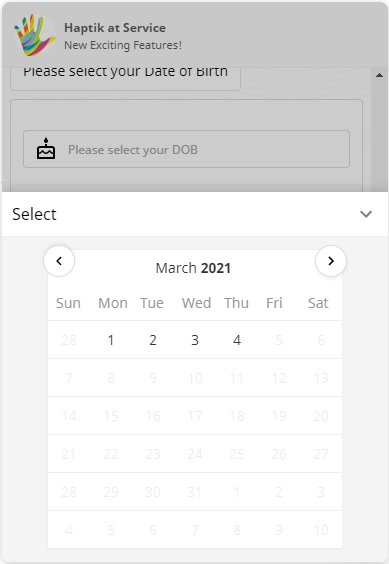 Haptik at Service
New Exciting Features!
Please select your Date of Birth
Please select your DOB
Select
March 2021
Sun Mon Tue Wed Thu Fri Sat
28 1 2 3 4 5 6
7 8 9 10 11 12 13
14 15 16 17 18 19 20
21 22 23 24 25 26 27
28 29 30 31 1 2 3
4 5 6 7 8 9 10